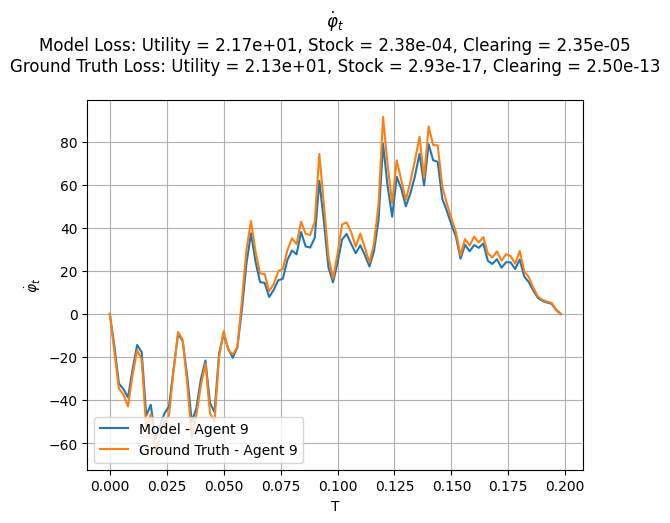 φ̇ₜ
Model Loss: Utility = 2.17e+01, Stock = 2.38e-04, Clearing = 2.35e-05
Ground Truth Loss: Utility = 2.13e+01, Stock = 2.93e-17, Clearing = 2.50e-13
80
60
40
20
0
−20
−40
−60
φ̇ₜ
Model - Agent 9
Ground Truth - Agent 9
0.000 0.025 0.050 0.075 0.100 0.125 0.150 0.175 0.200
T